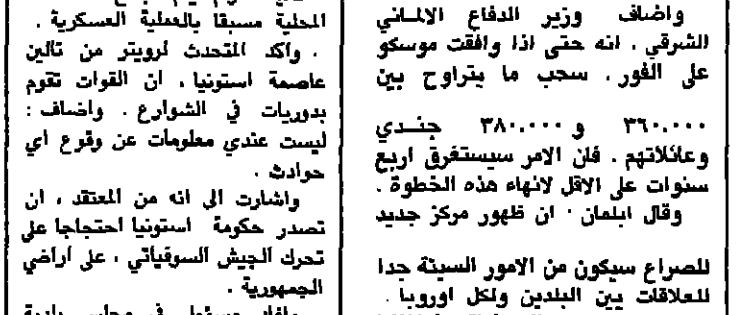 واضاف وزير الدفاع الالماني
الشرقي ، انه حتى اذا وافقت موسكو
على الفور ، سحب ما يتراوح بين
٣٦٠،٠٠٠ و ٣٨٠،٠٠٠ جنــدي
وعائلاتهم . فان الامر سيستغرق اربع
سنوات على الاقل لانهاء هذه الخطوة .
وقال ابلمان ٠ ان ظهور مركز جديد
للصراع سيكون من الامور السيئة جدا
للعلاقات بين البلدين ولكل اوروبا .
المحلية مسبقا بالعملية العسكرية .
. واكد المتحدث لرويتر من تالين
عاصمة استونيا ، ان القوات تقوم
بدوريات في الشوارع . واضاف :
ليست عندي معلومات عن وقوع اي
حوادث .
واشارت الى انه من المعتقد ، ان
تصدر حكومة استونيا احتجاجا على
تحرك الجيش السوفياتي ، على اراضي
الجمهورية .